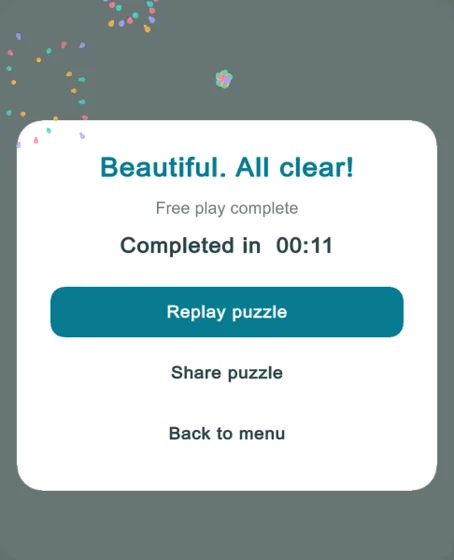 Beautiful. All clear!
Free play complete
Completed in 00:11
Replay puzzle
Share puzzle
Back to menu